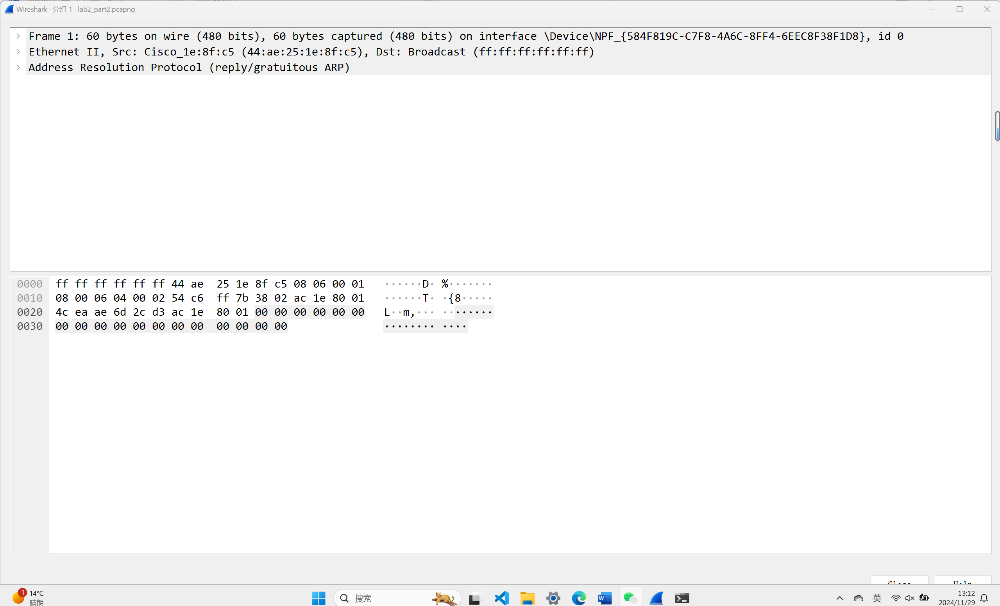 Wireshark · 分组 1 · lab2_part2.pcapng
Frame 1: 60 bytes on wire (480 bits), 60 bytes captured (480 bits) on interface \Device\NPF_{584F819C-C7F8-4A6C-8FF4-6EEC8F38F1D8}, id 0
Ethernet II, Src: Cisco_1e:8f:c5 (44:ae:25:1e:8f:c5), Dst: Broadcast (ff:ff:ff:ff:ff:ff)
Address Resolution Protocol (reply/gratuitous ARP)
0000 ff ff ff ff ff ff 44 ae 25 1e 8f c5 08 06 00 01 ······D· %·······
0010 08 00 06 04 00 02 54 c6 ff 7b 38 02 ac 1e 80 01 ······T· ·{8·····
0020 4c ea ae 6d 2c d3 ac 1e 80 01 00 00 00 00 00 00 L··m,··· ········
0030 00 00 00 00 00 00 00 00 00 00 00 00 ········ ····
Close Help
1 14°C
晴朗
搜索
英
13:12
2024/11/29